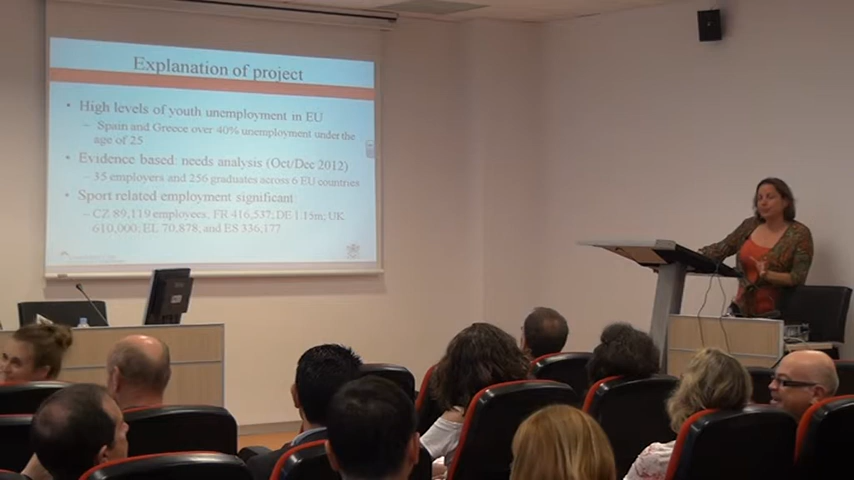 Explanation of project
• High levels of youth unemployment in EU
– Spain and Greece over 40% unemployment under the
age of 25
• Evidence based: needs analysis (Oct/Dec 2012)
– 35 employers and 256 graduates across 6 EU countries
• Sport related employment significant:
– CZ 89,119 employees, FR 416,537; DE 1.15m; UK
610,000; EL 70,878; and ES 336,177